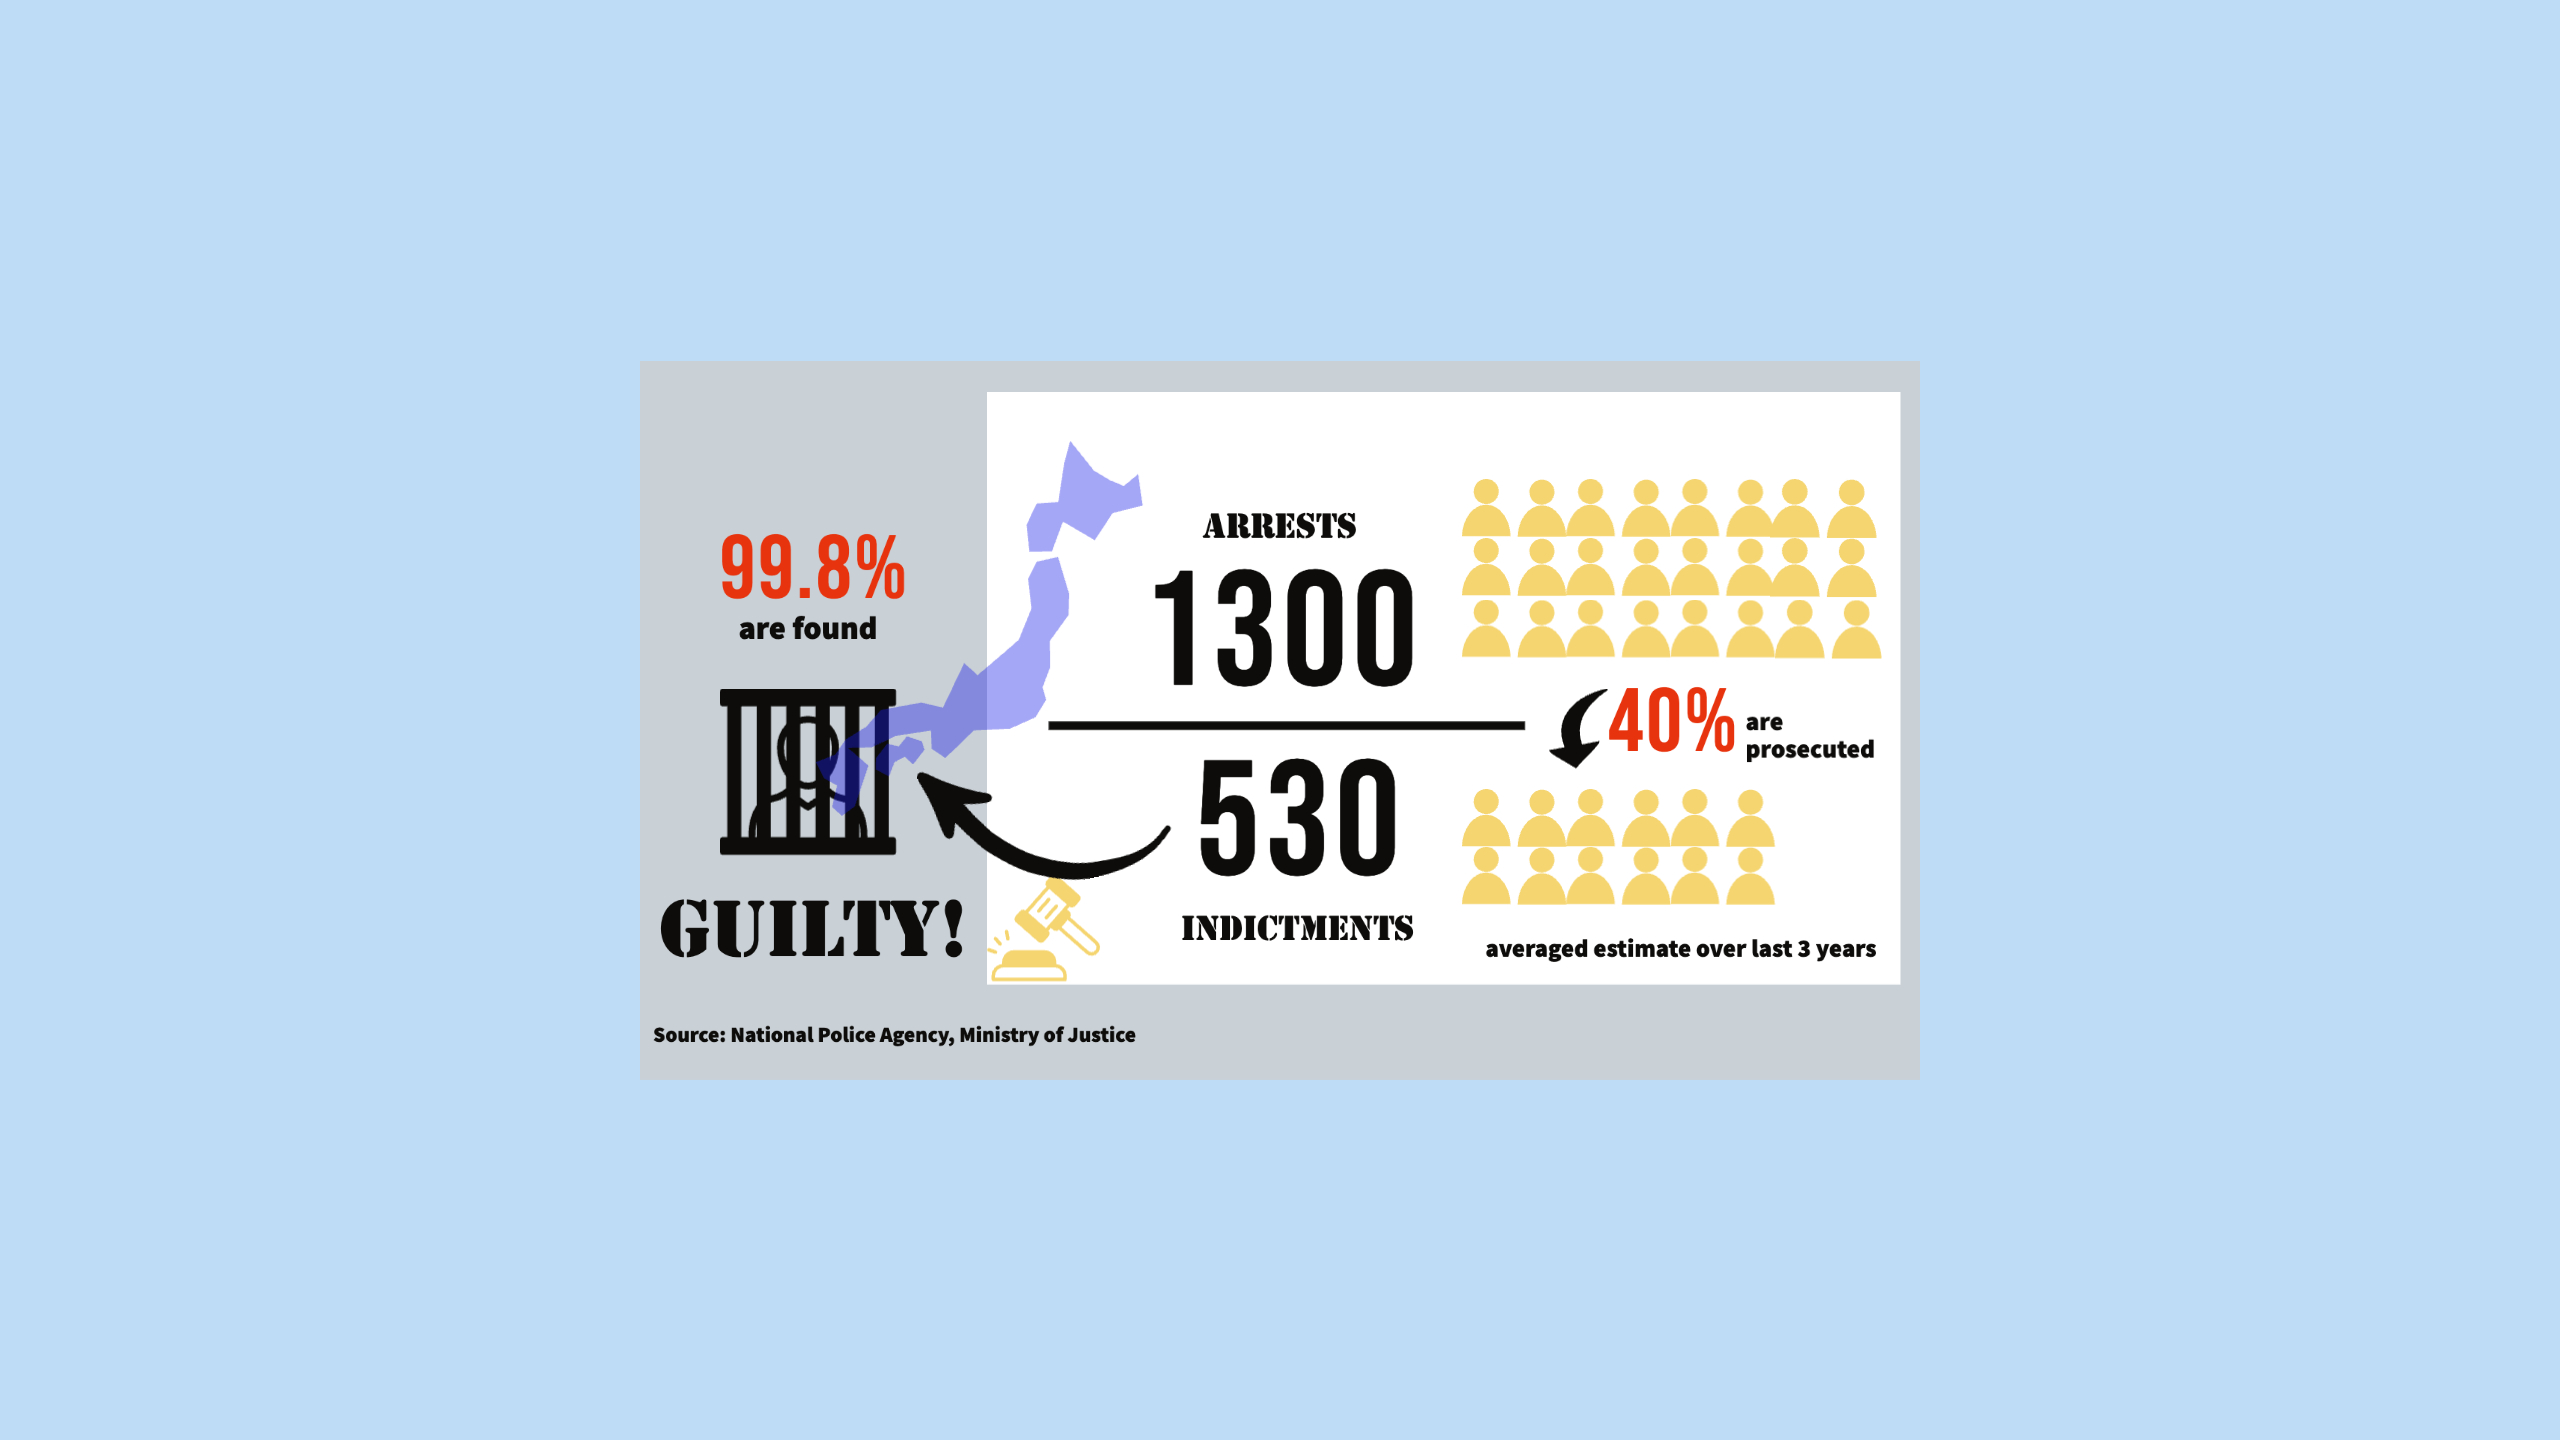 99.8%
are found
GUILTY!
ARRESTS
1300
530
INDICTMENTS
40% are
prosecuted
averaged estimate over last 3 years
Source: National Police Agency, Ministry of Justice